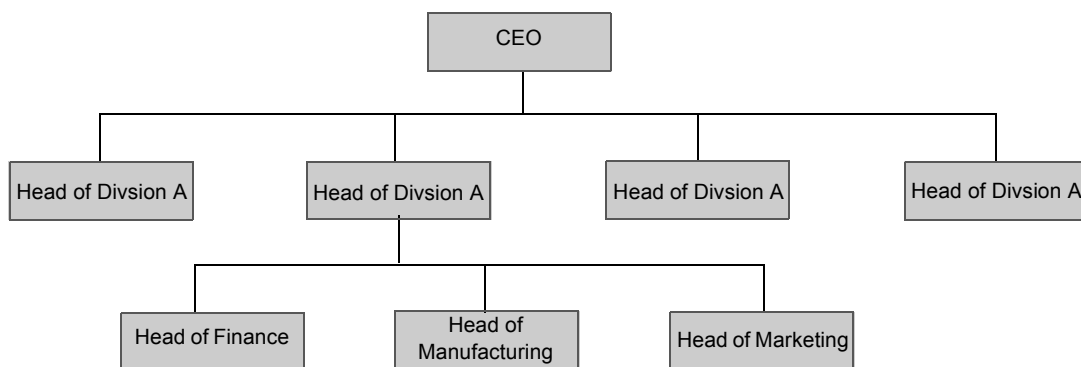 CEO
Head of Divsion A
Head of Divsion A
Head of Divsion A
Head of Divsion A
Head of Finance
Head of
Manufacturing
Head of Marketing